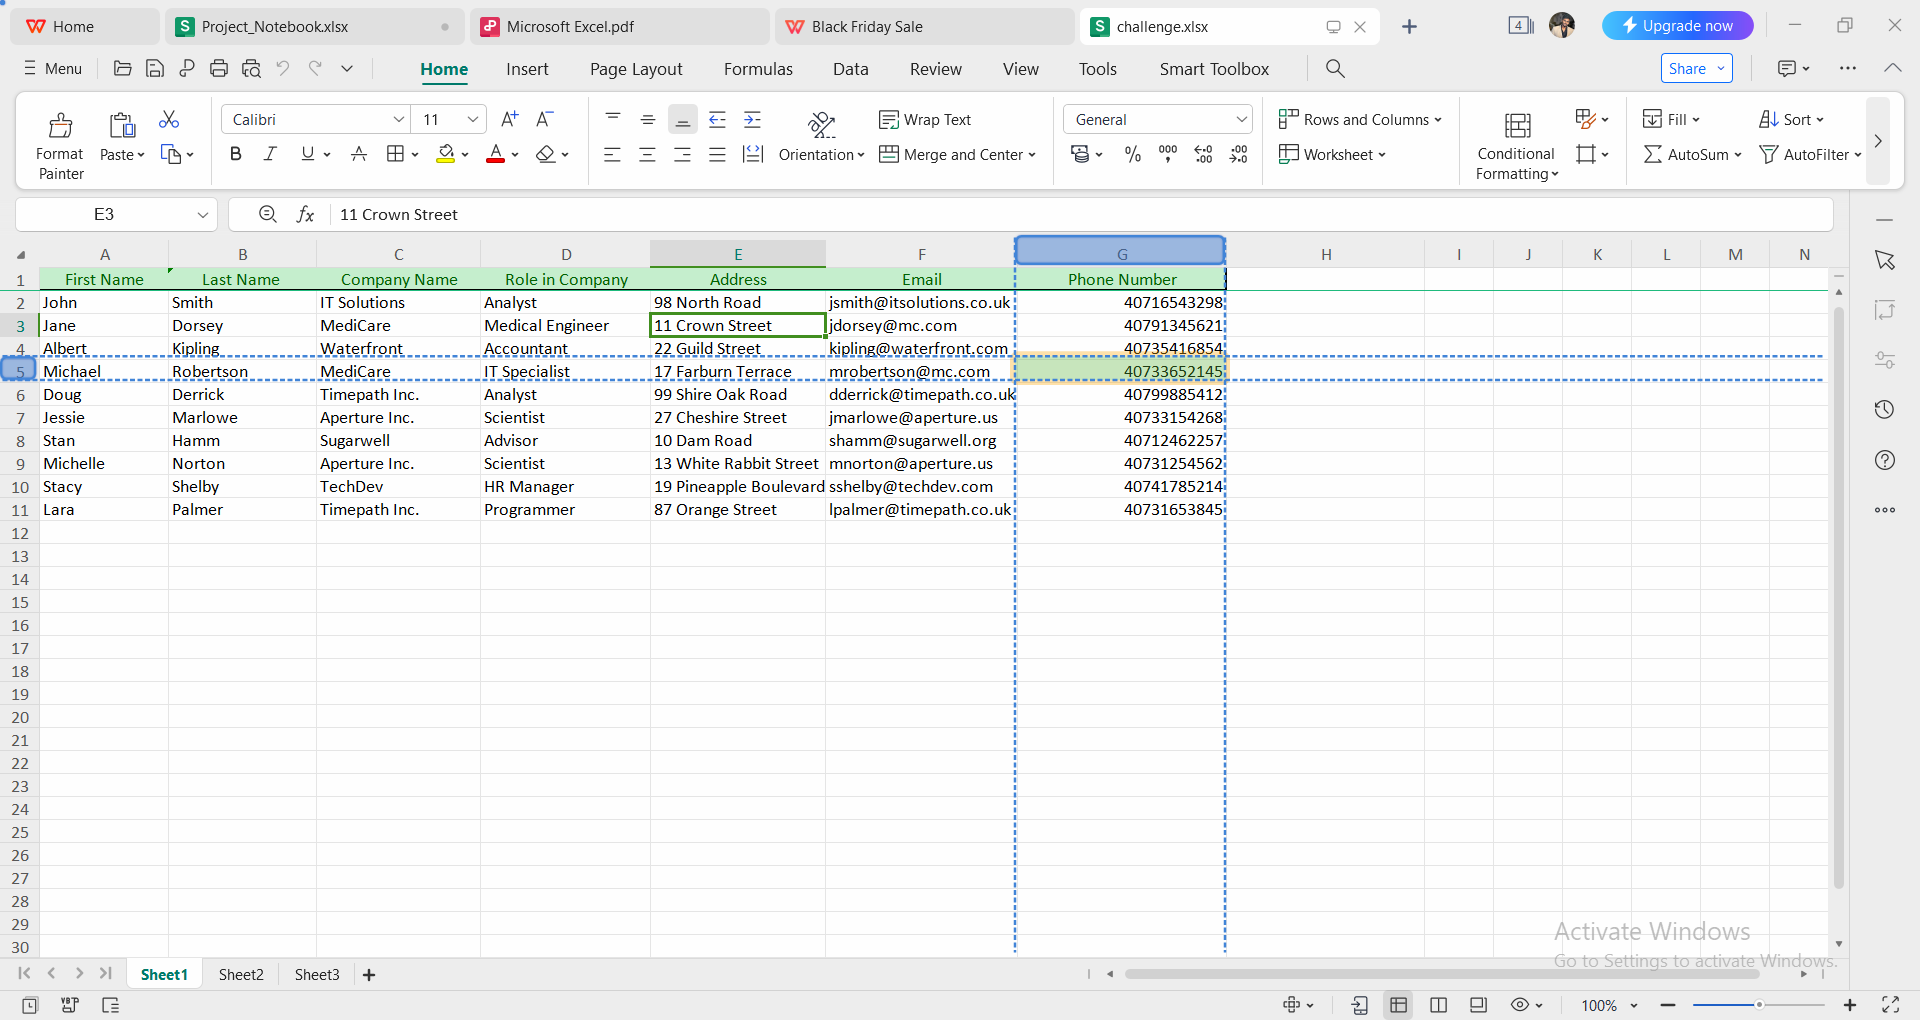 Home Project_Notebook.xlsx Microsoft Excel.pdf Black Friday Sale challenge.xlsx 4 Upgrade now
Menu Home Insert Page Layout Formulas Data Review View Tools Smart Toolbox Share
Format Painter Paste Calibri 11 Wrap Text General Rows and Columns Fill Sort
Orientation Merge and Center Worksheet Conditional Formatting AutoSum AutoFilter
E3 fx 11 Crown Street
A B C D E F G H I J K L M N
1 First Name Last Name Company Name Role in Company Address Email Phone Number
2 John Smith IT Solutions Analyst 98 North Road jsmith@itsolutions.co.uk 40716543298
3 Jane Dorsey MediCare Medical Engineer 11 Crown Street jdorsey@mc.com 40791345621
4 Albert Kipling Waterfront Accountant 22 Guild Street kipling@waterfront.com 40735416854
5 Michael Robertson MediCare IT Specialist 17 Farburn Terrace mrobertson@mc.com 40733652145
6 Doug Derrick Timepath Inc. Analyst 99 Shire Oak Road dderrick@timepath.co.uk 40799885412
7 Jessie Marlowe Aperture Inc. Scientist 27 Cheshire Street jmarlowe@aperture.us 40733154268
8 Stan Hamm Sugarwell Advisor 10 Dam Road shamm@sugarwell.org 40712462257
9 Michelle Norton Aperture Inc. Scientist 13 White Rabbit Street mnorton@aperture.us 40731254562
10 Stacy Shelby TechDev HR Manager 19 Pineapple Boulevard sshelby@techdev.com 40741785214
11 Lara Palmer Timepath Inc. Programmer 87 Orange Street lpalmer@timepath.co.uk 40731653845
12
13
14
15
16
17
18
19
20
21
22
23
24
25
26
27
28
29
30
Activate Windows
Go to Settings to activate Windows.
Sheet1 Sheet2 Sheet3
100%